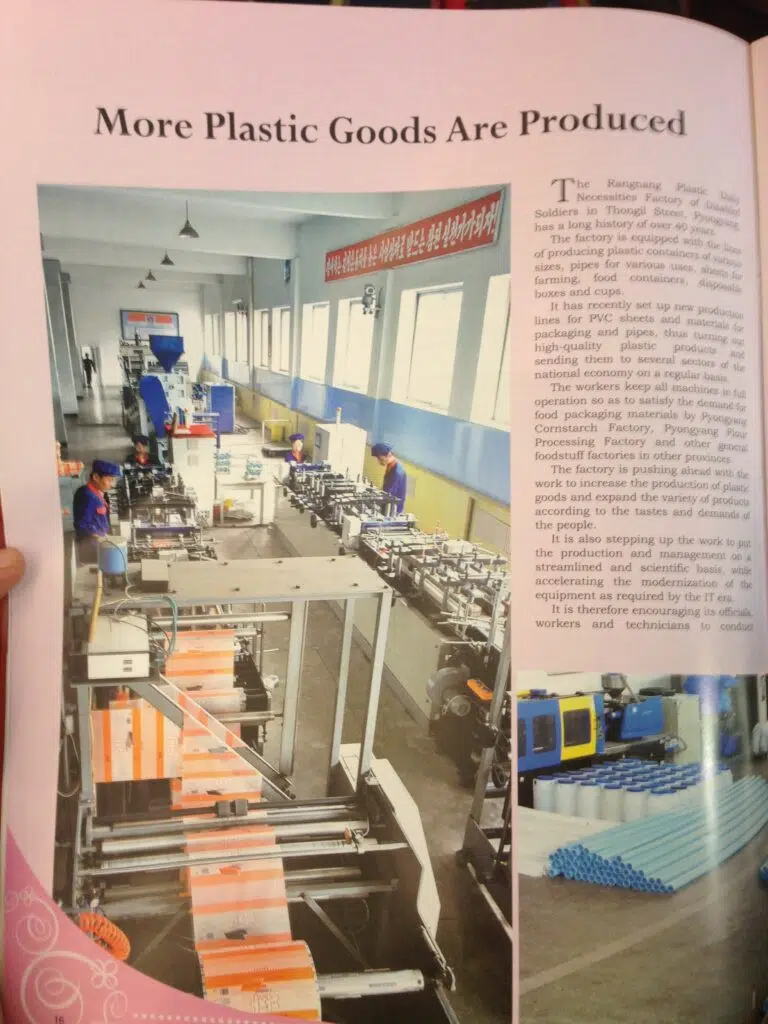 More Plastic Goods Are Produced
The Rangnang Plastic Daily
Necessities Factory of Disabled
Soldiers in Thongil Street, Pyongyang,
has a long history of over 40 years.
The factory is equipped with the lines
of producing plastic containers of various
sizes, pipes for various uses, sheets for
farming, food containers, disposable
boxes and cups.
It has recently set up new production
lines for PVC sheets and materials for
packaging and pipes, thus turning out
high-quality plastic products and
sending them to several sectors of the
national economy on a regular basis.
The workers keep all machines in full
operation so as to satisfy the demand for
food packaging materials by Pyongyang
Cornstarch Factory, Pyongyang Flour
Processing Factory and other general
foodstuff factories in other provinces.
The factory is pushing ahead with the
work to increase the production of plastic
goods and expand the variety of products
according to the tastes and demands of
the people.
It is also stepping up the work to put
the production and management on a
streamlined and scientific basis, while
accelerating the modernization of the
equipment as required by the IT era.
It is therefore encouraging its officials,
workers and technicians to conduct
16